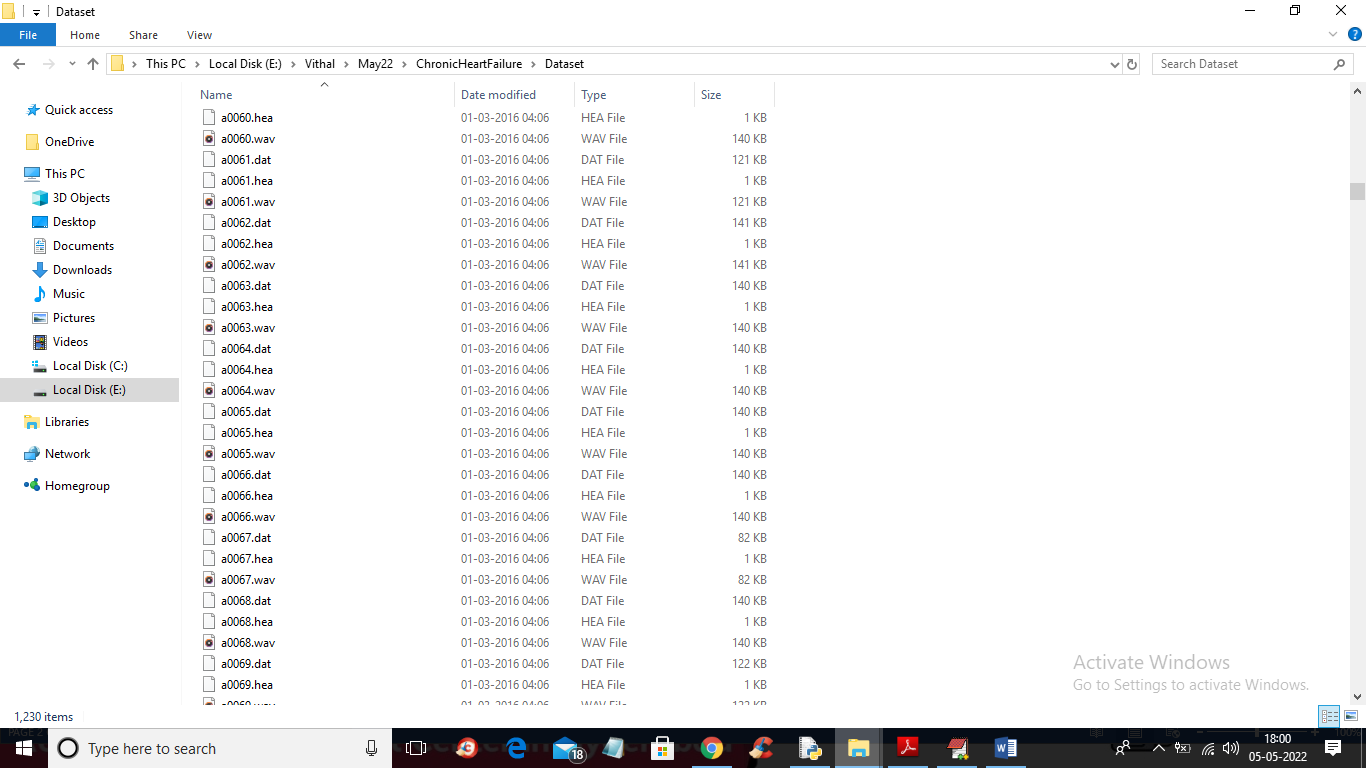 Dataset
File Home Share View
This PC Local Disk (E:) Vithal May22 ChronicHeartFailure Dataset
Search Dataset
Name Date modified Type Size
Quick access
OneDrive
This PC
3D Objects
Desktop
Documents
Downloads
Music
Pictures
Videos
Local Disk (C:)
Local Disk (E:)
Libraries
Network
Homegroup
a0060.hea 01-03-2016 04:06 HEA File 1 KB
a0060.wav 01-03-2016 04:06 WAV File 140 KB
a0061.dat 01-03-2016 04:06 DAT File 121 KB
a0061.hea 01-03-2016 04:06 HEA File 1 KB
a0061.wav 01-03-2016 04:06 WAV File 121 KB
a0062.dat 01-03-2016 04:06 DAT File 141 KB
a0062.hea 01-03-2016 04:06 HEA File 1 KB
a0062.wav 01-03-2016 04:06 WAV File 141 KB
a0063.dat 01-03-2016 04:06 DAT File 140 KB
a0063.hea 01-03-2016 04:06 HEA File 1 KB
a0063.wav 01-03-2016 04:06 WAV File 140 KB
a0064.dat 01-03-2016 04:06 DAT File 140 KB
a0064.hea 01-03-2016 04:06 HEA File 1 KB
a0064.wav 01-03-2016 04:06 WAV File 140 KB
a0065.dat 01-03-2016 04:06 DAT File 140 KB
a0065.hea 01-03-2016 04:06 HEA File 1 KB
a0065.wav 01-03-2016 04:06 WAV File 140 KB
a0066.dat 01-03-2016 04:06 DAT File 140 KB
a0066.hea 01-03-2016 04:06 HEA File 1 KB
a0066.wav 01-03-2016 04:06 WAV File 140 KB
a0067.dat 01-03-2016 04:06 DAT File 82 KB
a0067.hea 01-03-2016 04:06 HEA File 1 KB
a0067.wav 01-03-2016 04:06 WAV File 82 KB
a0068.dat 01-03-2016 04:06 DAT File 140 KB
a0068.hea 01-03-2016 04:06 HEA File 1 KB
a0068.wav 01-03-2016 04:06 WAV File 140 KB
a0069.dat 01-03-2016 04:06 DAT File 122 KB
a0069.hea 01-03-2016 04:06 HEA File 1 KB
Activate Windows
Go to Settings to activate Windows.
1,230 items
Type here to search
18
18:00
05-05-2022